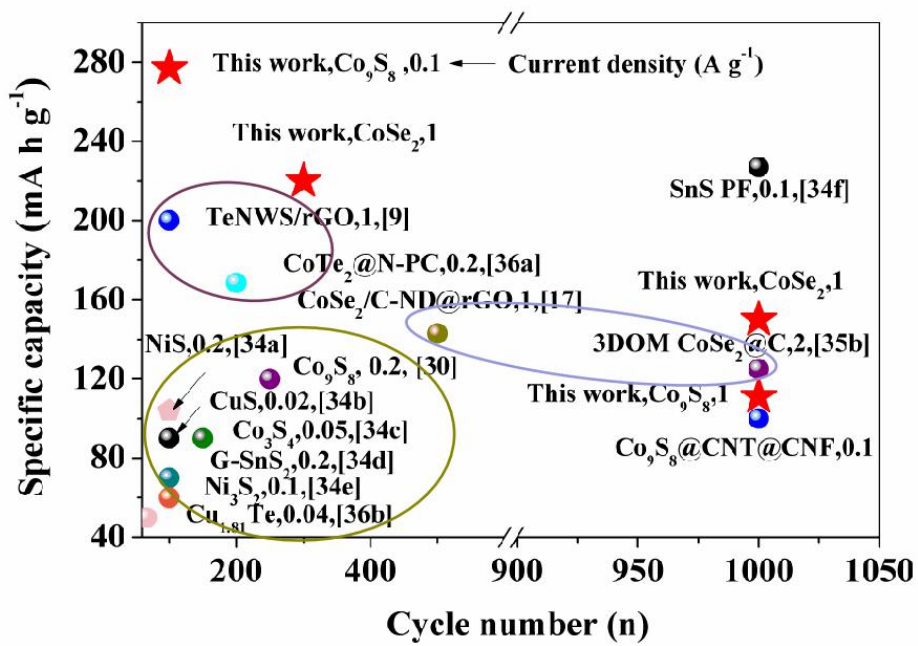 280
240
200
160
120
80
40
Specific capacity (mA h g⁻¹)
This work,Co₉S₈ ,0.1
Current density (A g⁻¹)
This work,CoSe₂,1
SnS PF,0.1,[34f]
TeNWS/rGO,1,[9]
CoTe₂@N-PC,0.2,[36a]
CoSe₂/C-ND@rGO,1,[17]
This work,CoSe₂,1
3DOM CoSe₂@C,2,[35b]
NiS,0.2,[34a]
Co₉S₈, 0.2, [30]
CuS,0.02,[34b]
This work,Co₉S₈,1
Co₃S₄,0.05,[34c]
Co₉S₈@CNT@CNF,0.1
G-SnS₂,0.2,[34d]
Ni₃S₂,0.1,[34e]
Cu₁.₈₁Te,0.04,[36b]
200
400
900
950
1000
1050
Cycle number (n)